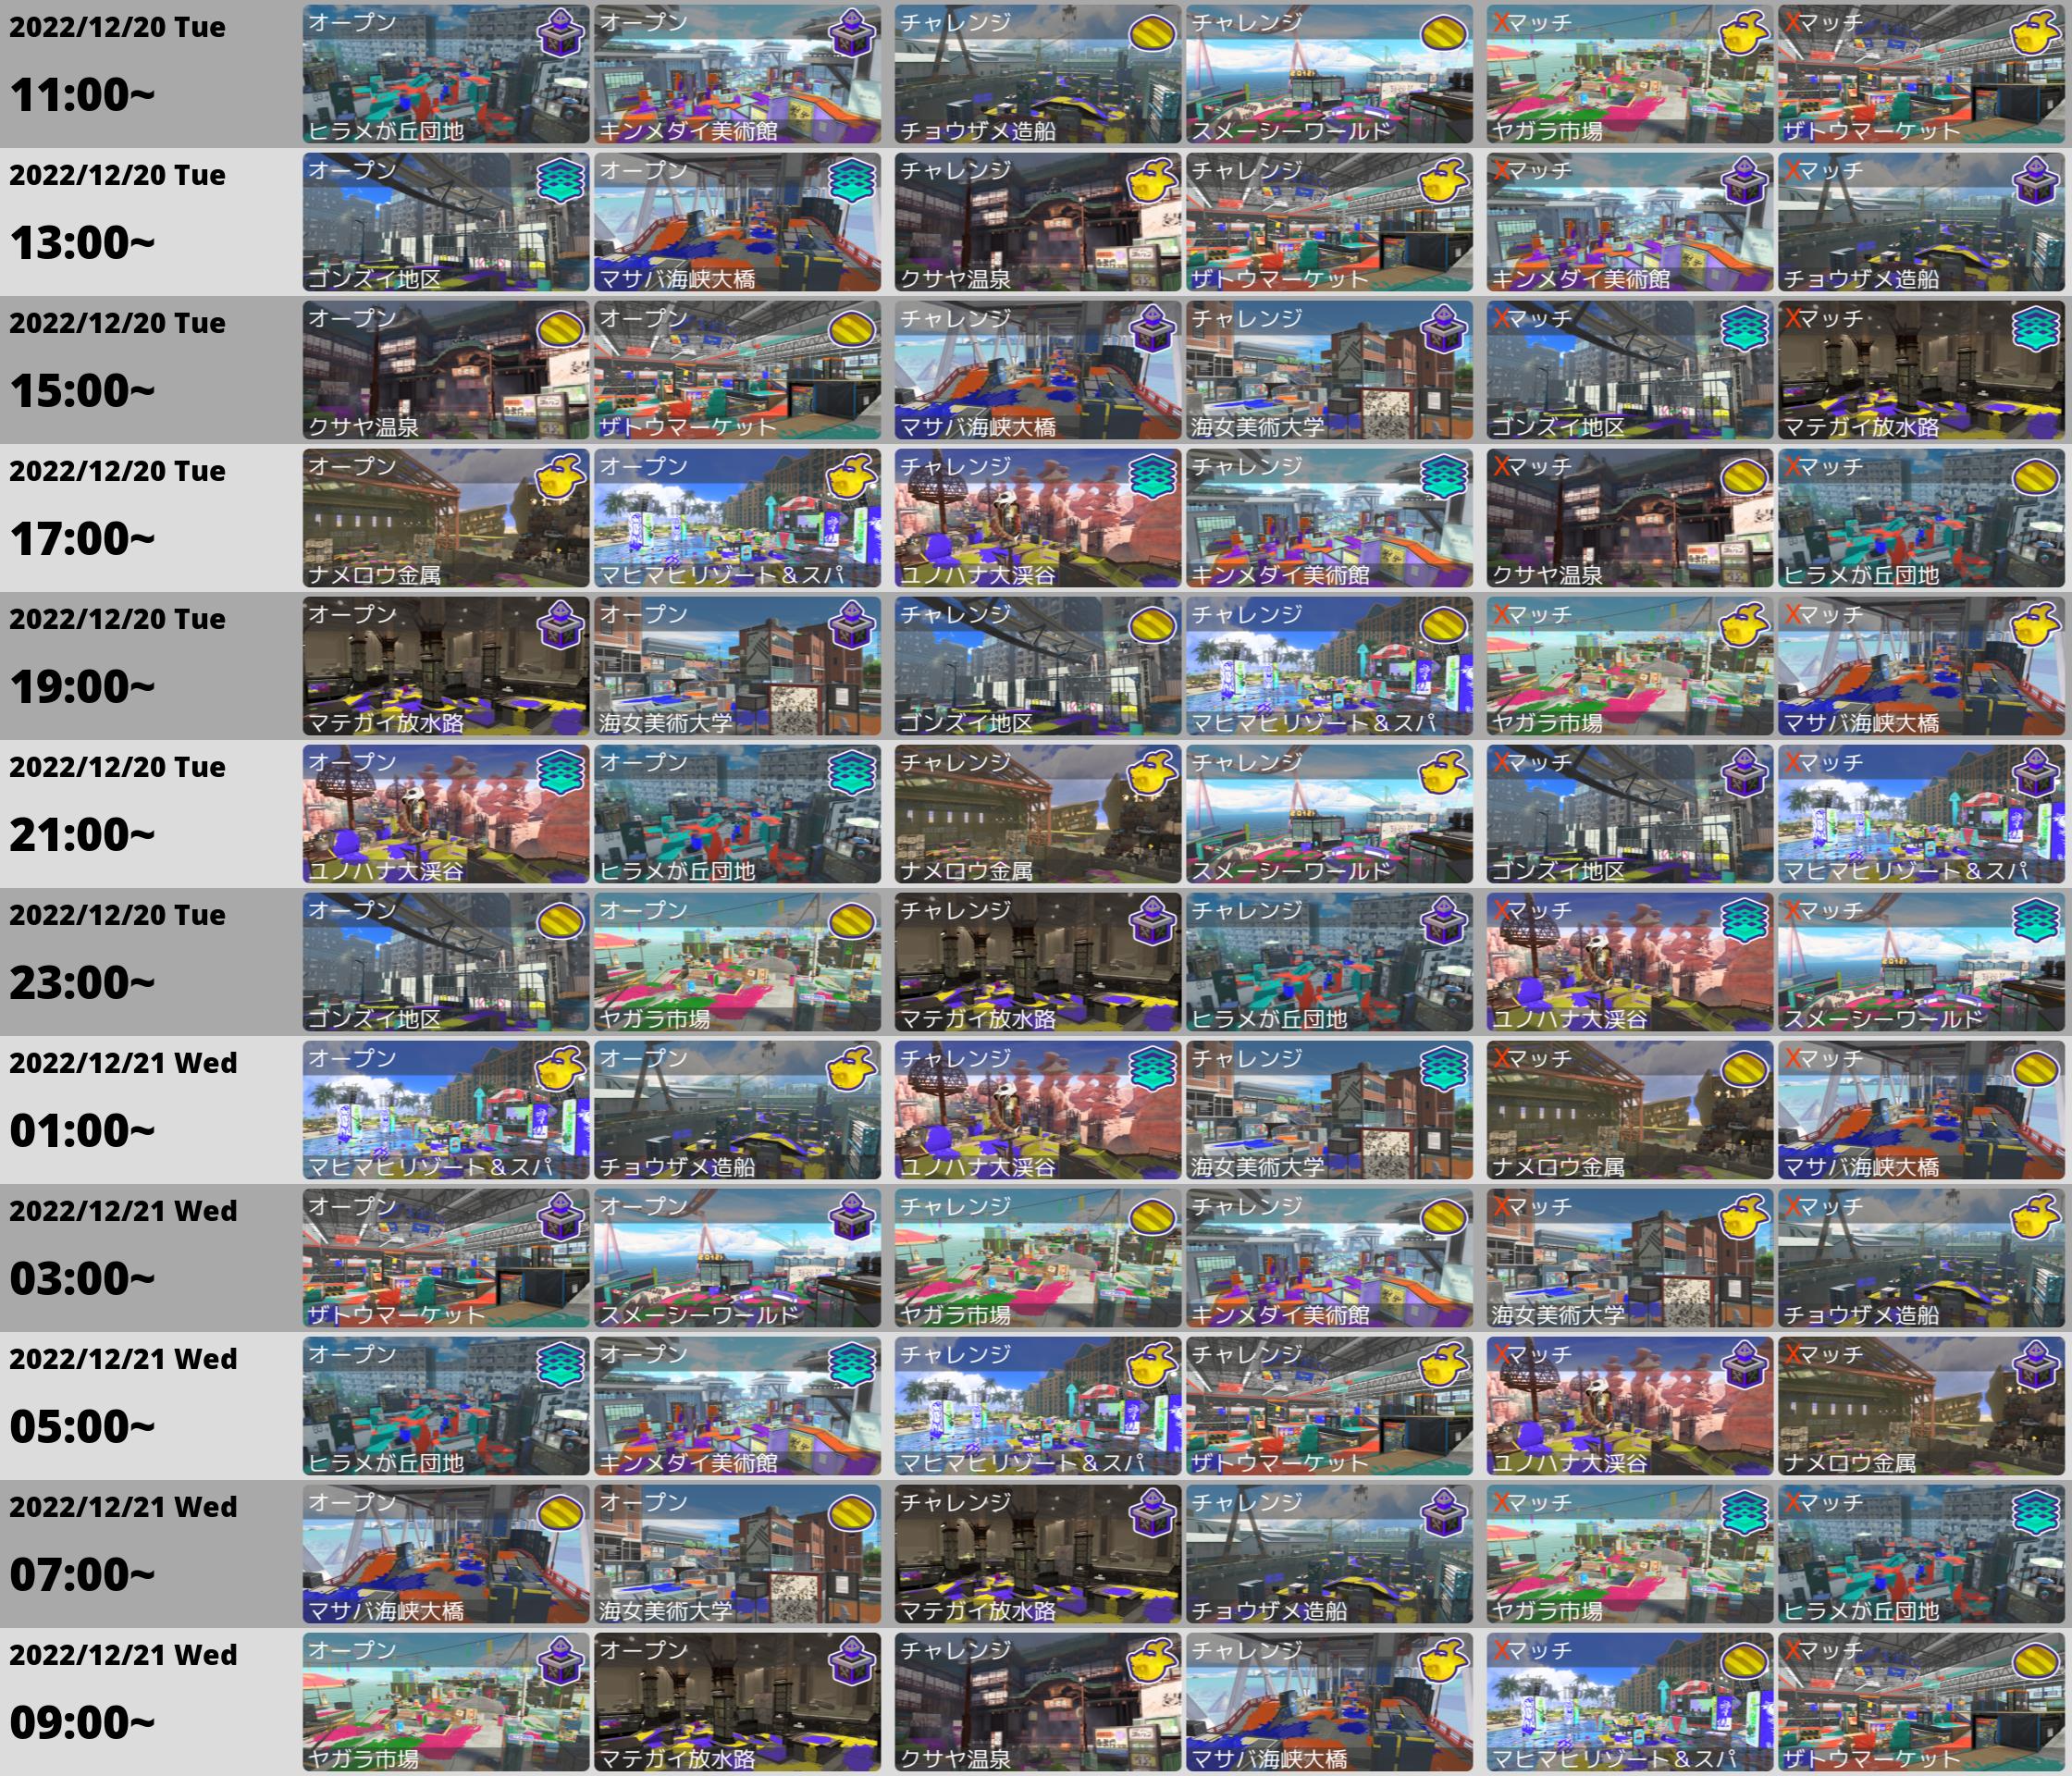 2022/12/20 Tue
11:00~
オープン オープン チャレンジ チャレンジ Xマッチ Xマッチ
ヒラメが丘団地 キンメダイ美術館 チョウザメ造船 スメーシーワールド ヤガラ市場 ザトウマーケット
2022/12/20 Tue
13:00~
オープン オープン チャレンジ チャレンジ Xマッチ Xマッチ
ゴンズイ地区 マサバ海峡大橋 クサヤ温泉 ザトウマーケット キンメダイ美術館 チョウザメ造船
2022/12/20 Tue
15:00~
オープン オープン チャレンジ チャレンジ Xマッチ Xマッチ
クサヤ温泉 ザトウマーケット マサバ海峡大橋 海女美術大学 ゴンズイ地区 マテガイ放水路
2022/12/20 Tue
17:00~
オープン オープン チャレンジ チャレンジ Xマッチ Xマッチ
ナメロウ金属 マヒマヒリゾート&スパ ユノハナ大渓谷 キンメダイ美術館 クサヤ温泉 ヒラメが丘団地
2022/12/20 Tue
19:00~
オープン オープン チャレンジ チャレンジ Xマッチ Xマッチ
マテガイ放水路 海女美術大学 ゴンズイ地区 マヒマヒリゾート&スパ ヤガラ市場 マサバ海峡大橋
2022/12/20 Tue
21:00~
オープン オープン チャレンジ チャレンジ Xマッチ Xマッチ
ユノハナ大渓谷 ヒラメが丘団地 ナメロウ金属 スメーシーワールド ゴンズイ地区 マヒマヒリゾート&スパ
2022/12/20 Tue
23:00~
オープン オープン チャレンジ チャレンジ Xマッチ Xマッチ
ゴンズイ地区 ヤガラ市場 マテガイ放水路 ヒラメが丘団地 ユノハナ大渓谷 スメーシーワールド
2022/12/21 Wed
01:00~
オープン オープン チャレンジ チャレンジ Xマッチ Xマッチ
マヒマヒリゾート&スパ チョウザメ造船 ユノハナ大渓谷 海女美術大学 ナメロウ金属 マサバ海峡大橋
2022/12/21 Wed
03:00~
オープン オープン チャレンジ チャレンジ Xマッチ Xマッチ
ザトウマーケット スメーシーワールド ヤガラ市場 キンメダイ美術館 海女美術大学 チョウザメ造船
2022/12/21 Wed
05:00~
オープン オープン チャレンジ チャレンジ Xマッチ Xマッチ
ヒラメが丘団地 キンメダイ美術館 マヒマヒリゾート&スパ ザトウマーケット ユノハナ大渓谷 ナメロウ金属
2022/12/21 Wed
07:00~
オープン オープン チャレンジ チャレンジ Xマッチ Xマッチ
マサバ海峡大橋 海女美術大学 マテガイ放水路 チョウザメ造船 ヤガラ市場 ヒラメが丘団地
2022/12/21 Wed
09:00~
オープン オープン チャレンジ チャレンジ Xマッチ Xマッチ
ヤガラ市場 マテガイ放水路 クサヤ温泉 マサバ海峡大橋 マヒマヒリゾート&スパ ザトウマーケット